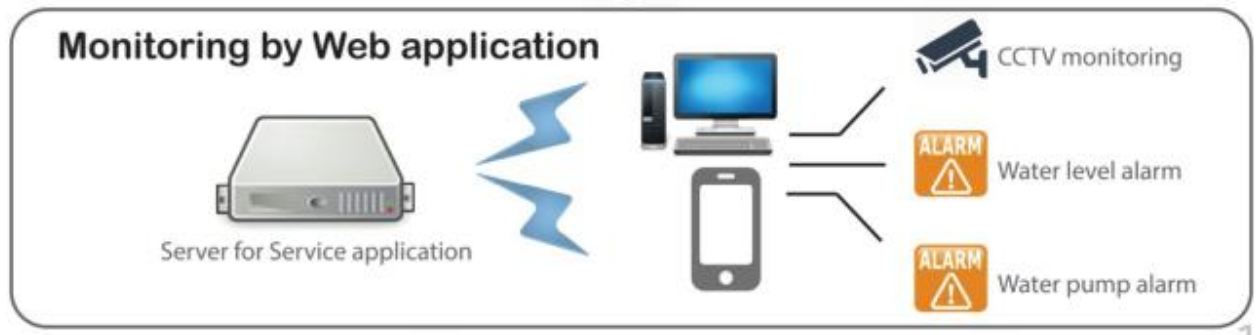 Monitoring by Web application
CCTV monitoring
ALARM
Water level alarm
Server for Service application
ALARM
Water pump alarm